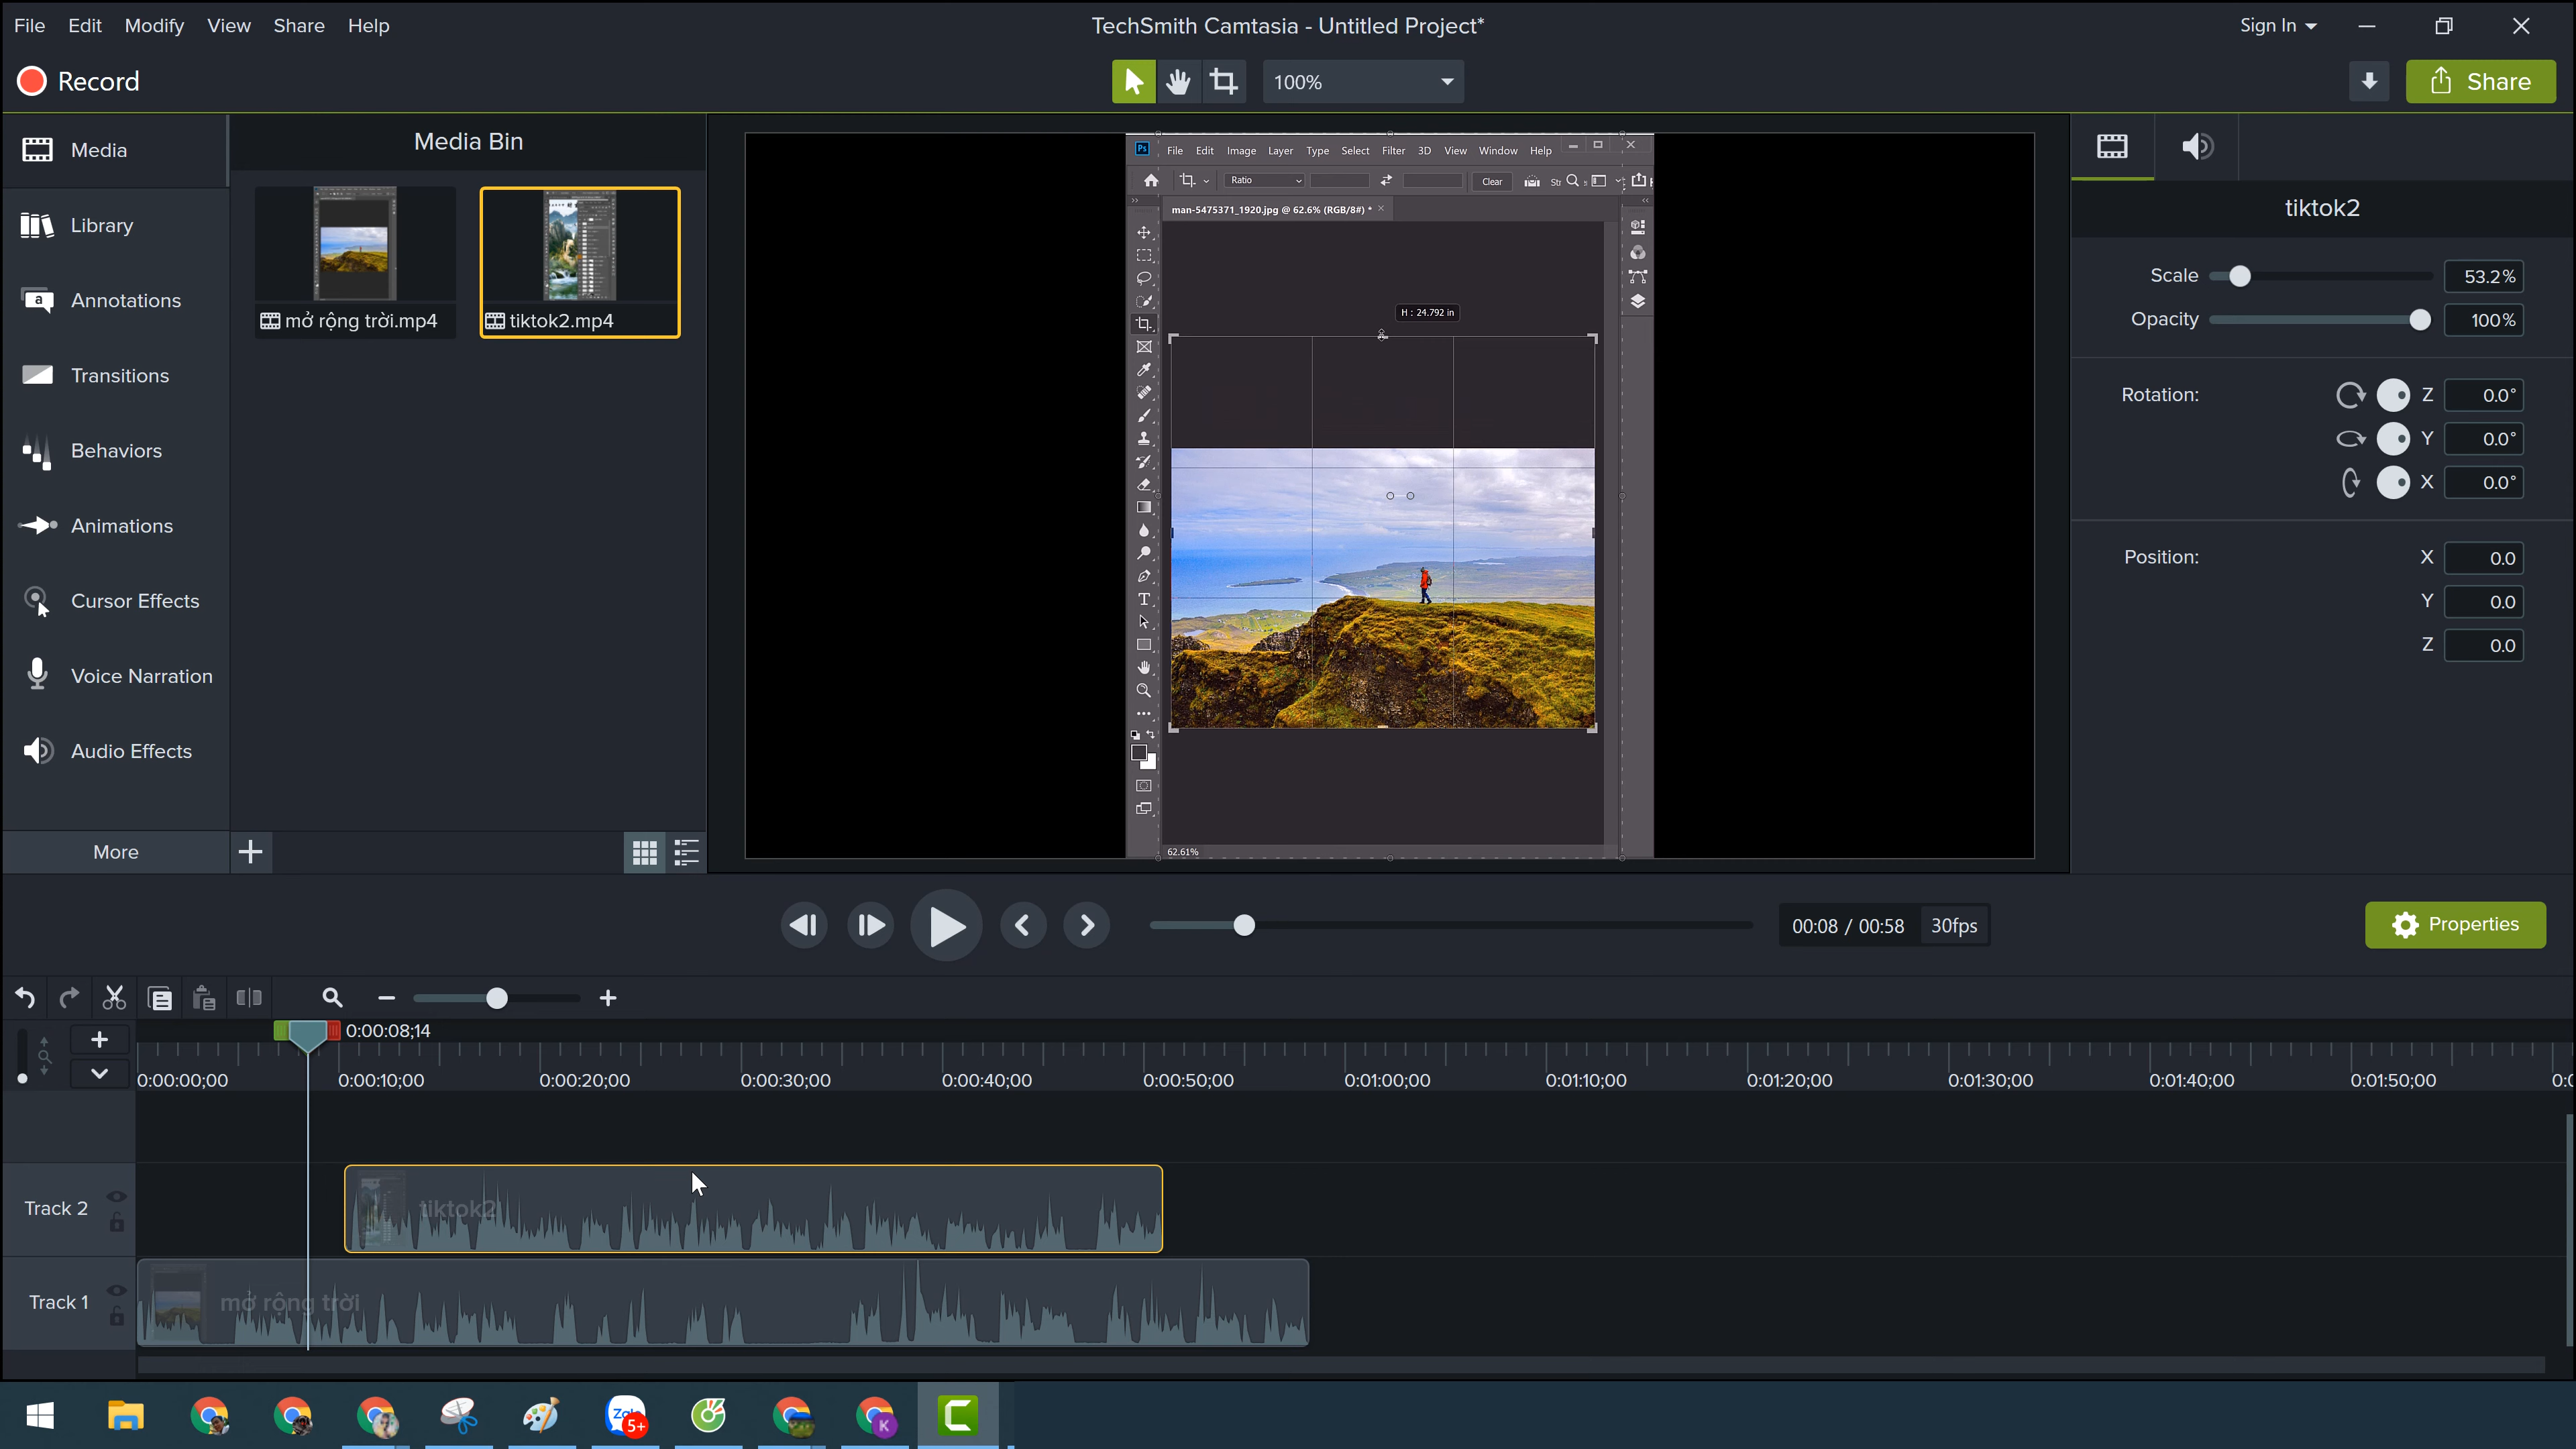 File Edit Modify View Share Help
TechSmith Camtasia - Untitled Project*
Sign In
Record
100%
Share
Media
Library
Annotations
Transitions
Behaviors
Animations
Cursor Effects
Voice Narration
Audio Effects
More
Media Bin
mở rộng trời.mp4
tiktok2.mp4
Ps File Edit Image Layer Type Select Filter 3D View Window Help
Ratio Clear Str
man-5475371_1920.jpg @ 62.6% (RGB/8#) *
H : 24.792 in
62.61%
tiktok2
Scale 53.2%
Opacity 100%
Rotation: Z 0.0°
Y 0.0°
X 0.0°
Position: X 0.0
Y 0.0
Z 0.0
00:08 / 00:58 30fps
Properties
0:00:08;14
0:00:00;00 0:00:10;00 0:00:20;00 0:00:30;00 0:00:40;00 0:00:50;00 0:01:00;00 0:01:10;00 0:01:20;00 0:01:30;00 0:01:40;00 0:01:50;00
Track 2 tiktok2
Track 1 mở rộng trời
Zalo 5+ K